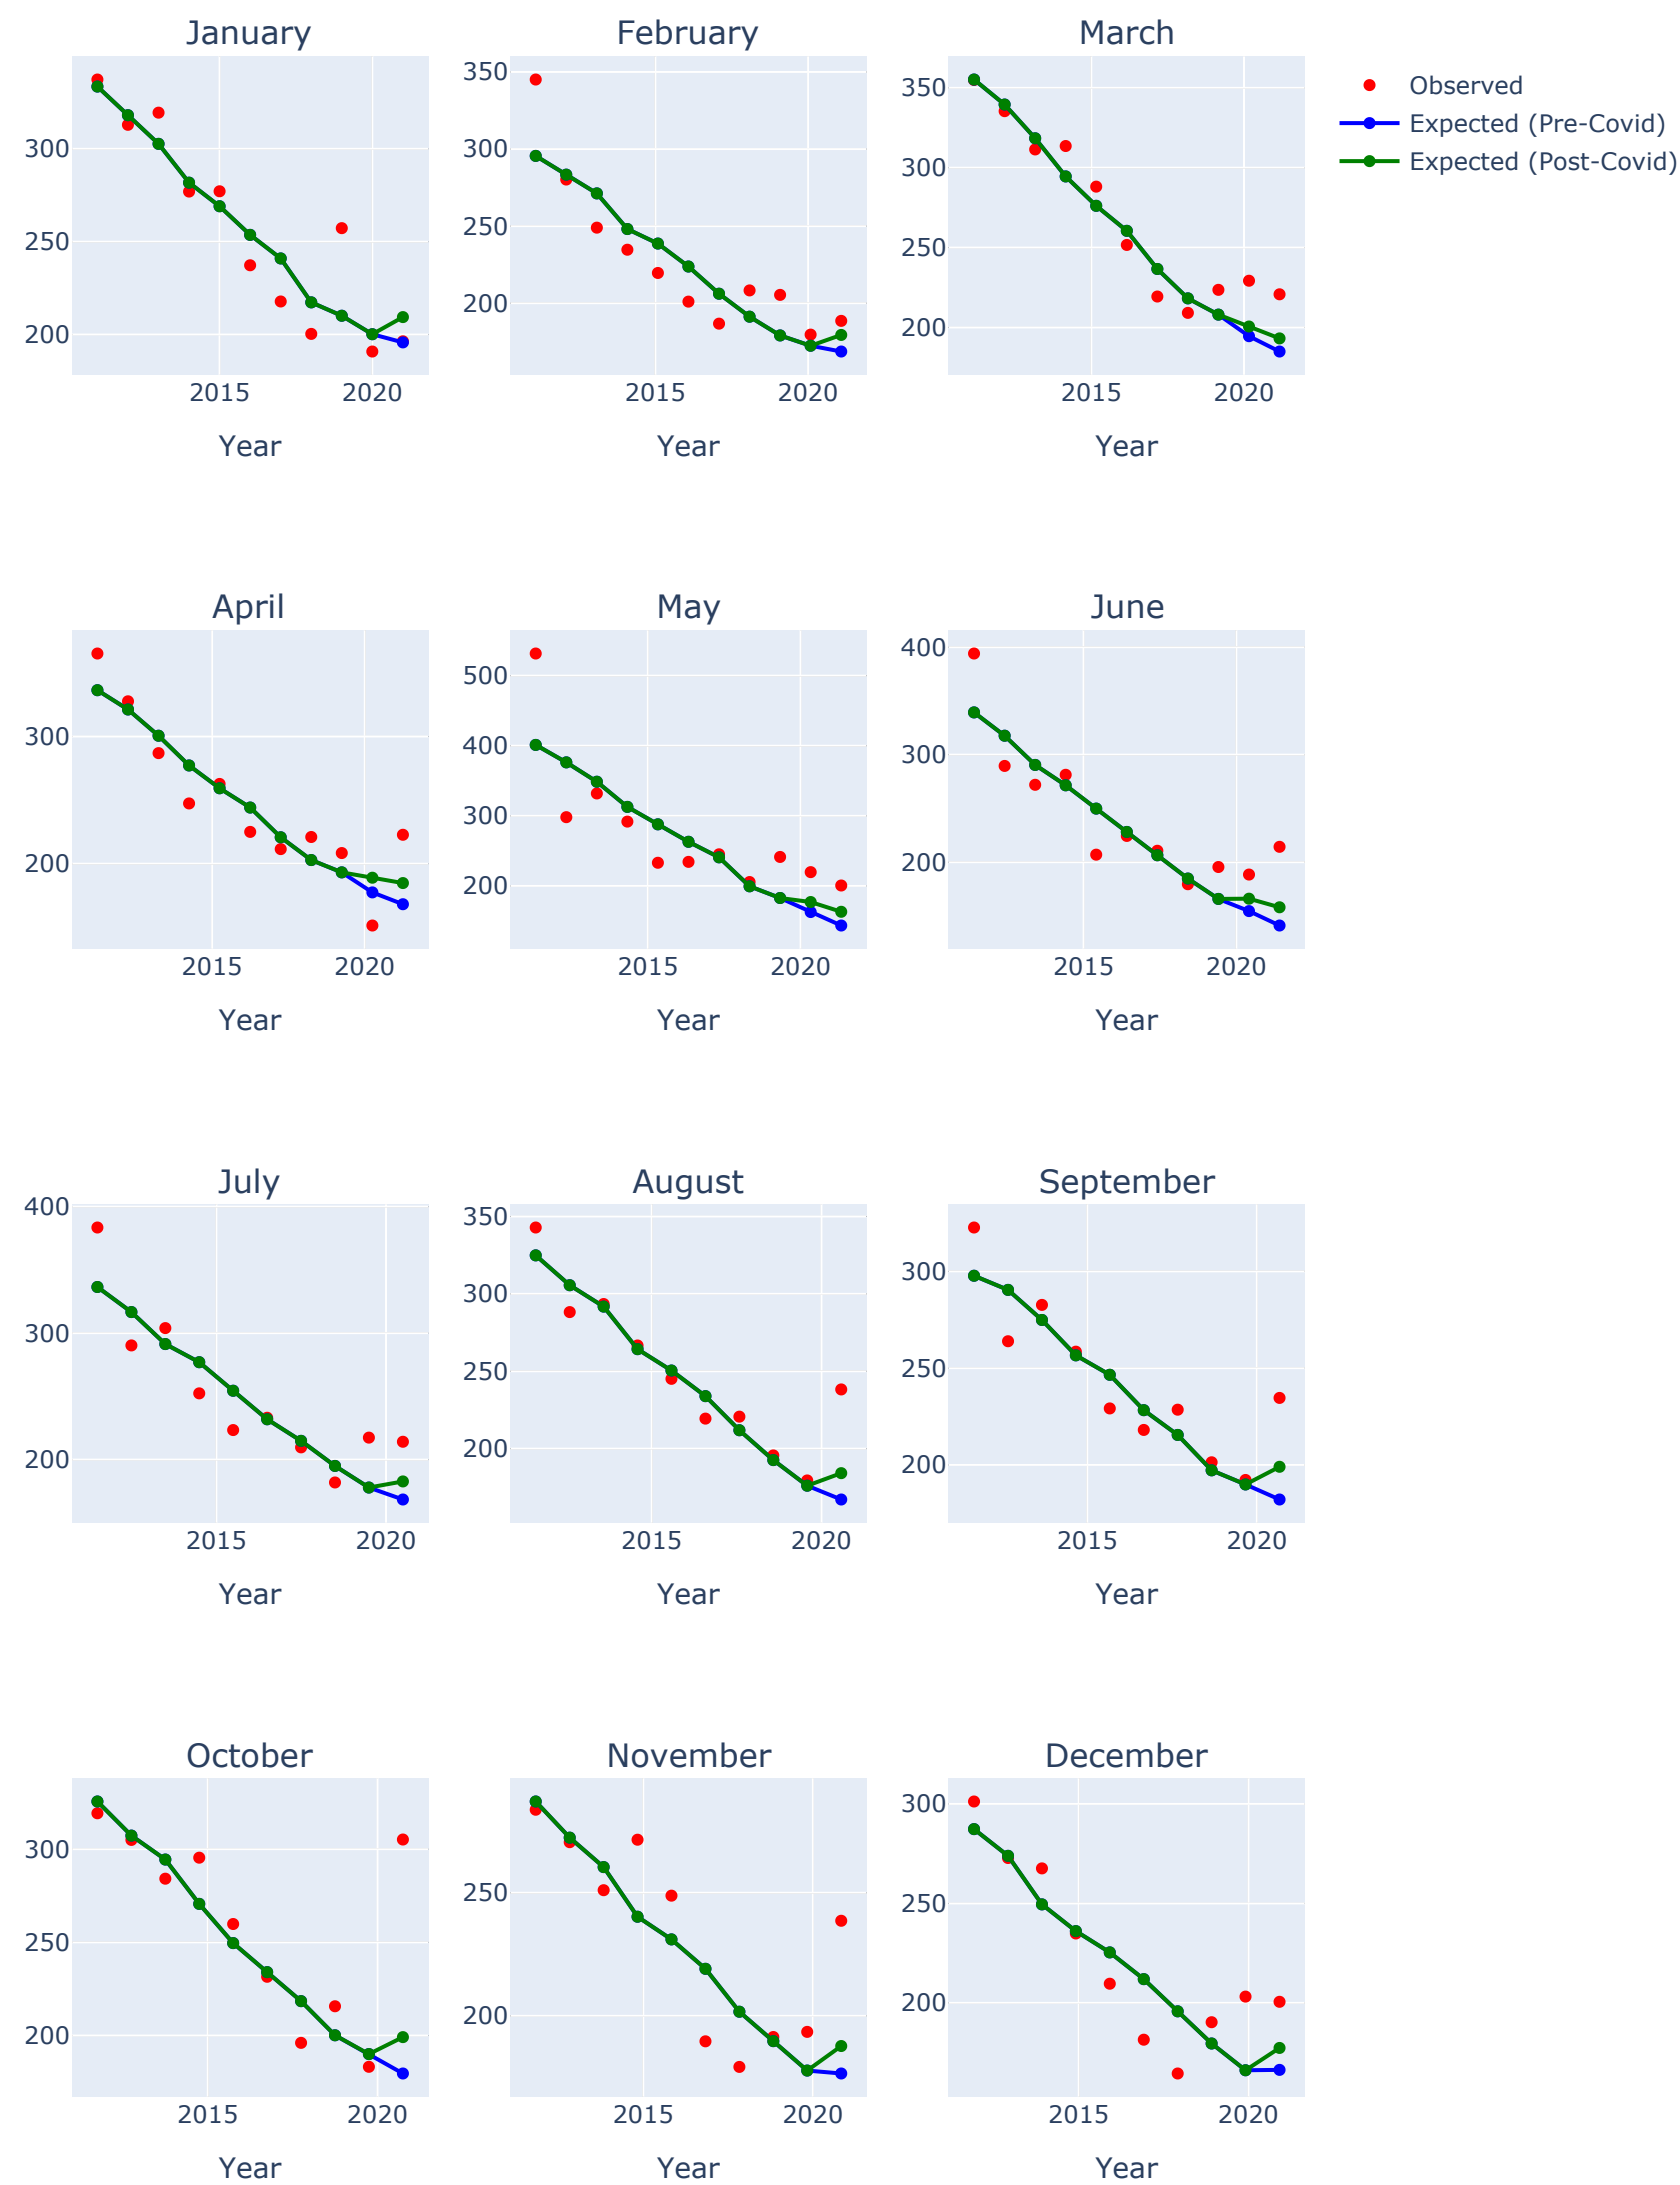 January
February
March
Observed
Expected (Pre-Covid)
Expected (Post-Covid)
300
250
200
350
300
250
200
350
300
250
200
2015
2020
2015
2020
2015
2020
Year
Year
Year
April
May
June
300
200
500
400
300
200
400
300
200
2015
2020
2015
2020
2015
2020
Year
Year
Year
July
August
September
400
300
200
350
300
250
200
300
250
200
2015
2020
2015
2020
2015
2020
Year
Year
Year
October
November
December
300
250
200
250
200
300
250
200
2015
2020
2015
2020
2015
2020
Year
Year
Year